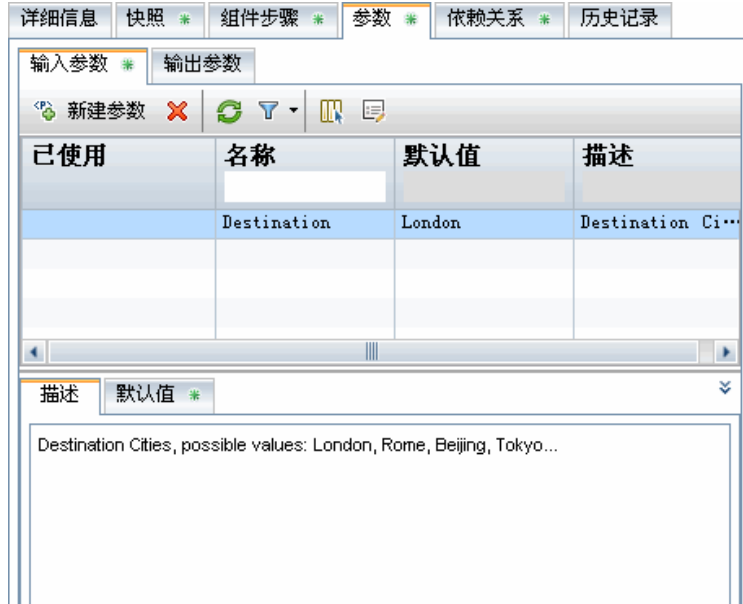 详细信息 快照 组件步骤 参数 依赖关系 历史记录
输入参数 输出参数
新建参数
已使用 名称 默认值 描述
Destination London Destination Ci…
描述 默认值
Destination Cities, possible values: London, Rome, Beijing, Tokyo...